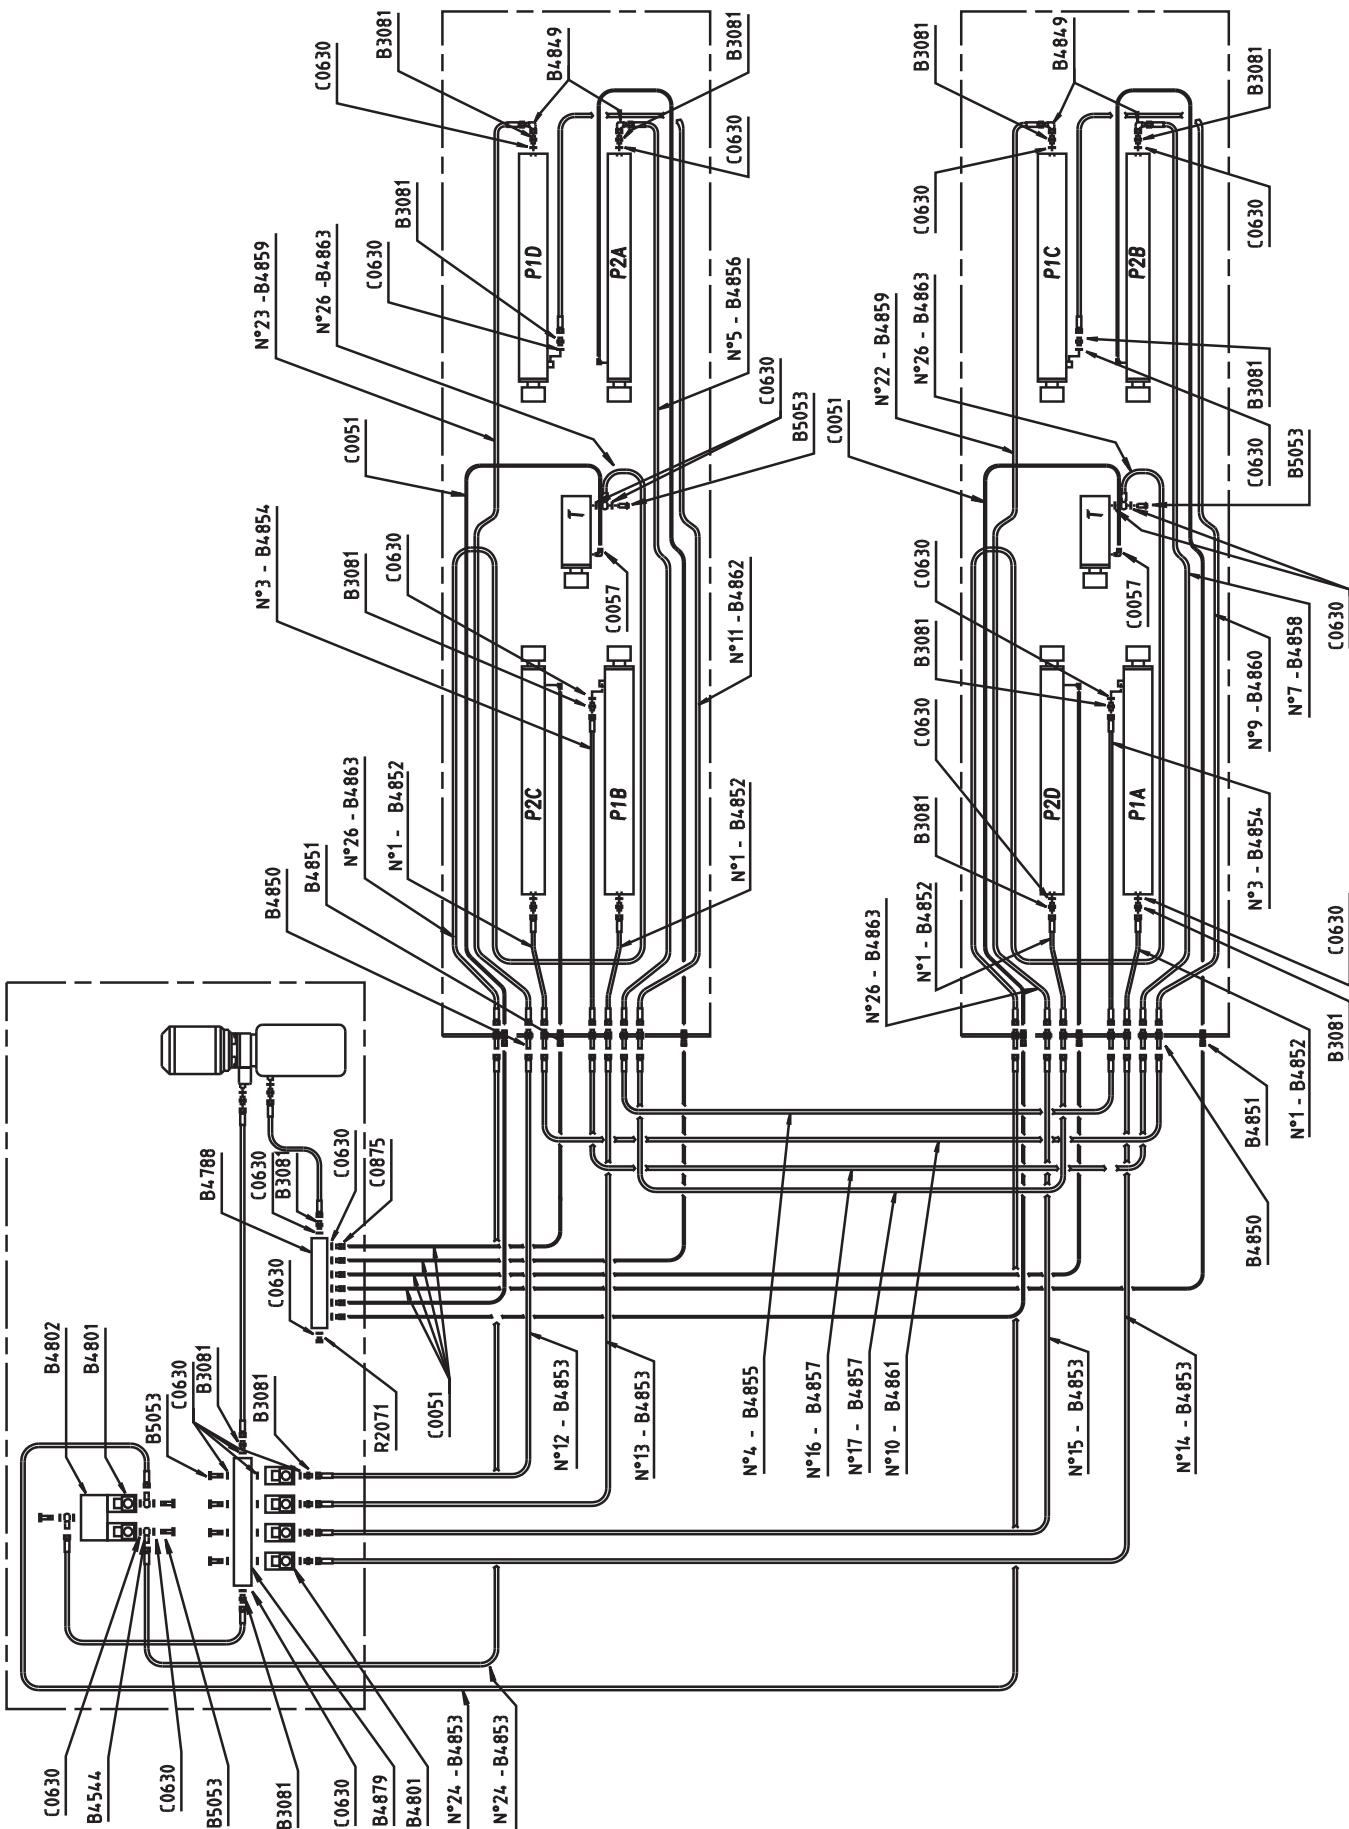 C0630
B3081
B4849
B3081
C0630
B3081
C0630
N°23 -B4859
N°26 -B4863
P1D
P2A
N°5 - B4856
C0630
B5053
C0051
N°3 - B4854
B3081
C0630
T
C0057
N°11 -B4862
P2C
P1B
B4850
B4851
N°26 - B4863
N°1 - B4852
N°1 - B4852
B3081
B4849
B3081
C0630
C0630
P1C
P2B
C0051
N°22 - B4859
N°26 - B4863
B3081
C0630
B5053
T
C0057
C0630
B3081
C0630
C0630
N°7 - B4858
N°9 - B4860
P2D
P1A
B3081
N°3 - B4854
N°26 - B4863
N°1 - B4852
C0630
B3081
N°1 - B4852
B4851
B4850
B4788
C0630
B3081
C0630
C0875
C0630
R2071
C0051
B4802
B4801
B5053
C0630
B3081
B3081
N°12 - B4853
N°13 - B4853
N°4 - B4855
N°16 - B4857
N°17 - B4857
N°10 - B4861
N°15 - B4853
N°14 - B4853
C0630
B4544
C0630
B5053
B3081
C0630
B4879
B4801
N°24 - B4853
N°24 - B4853